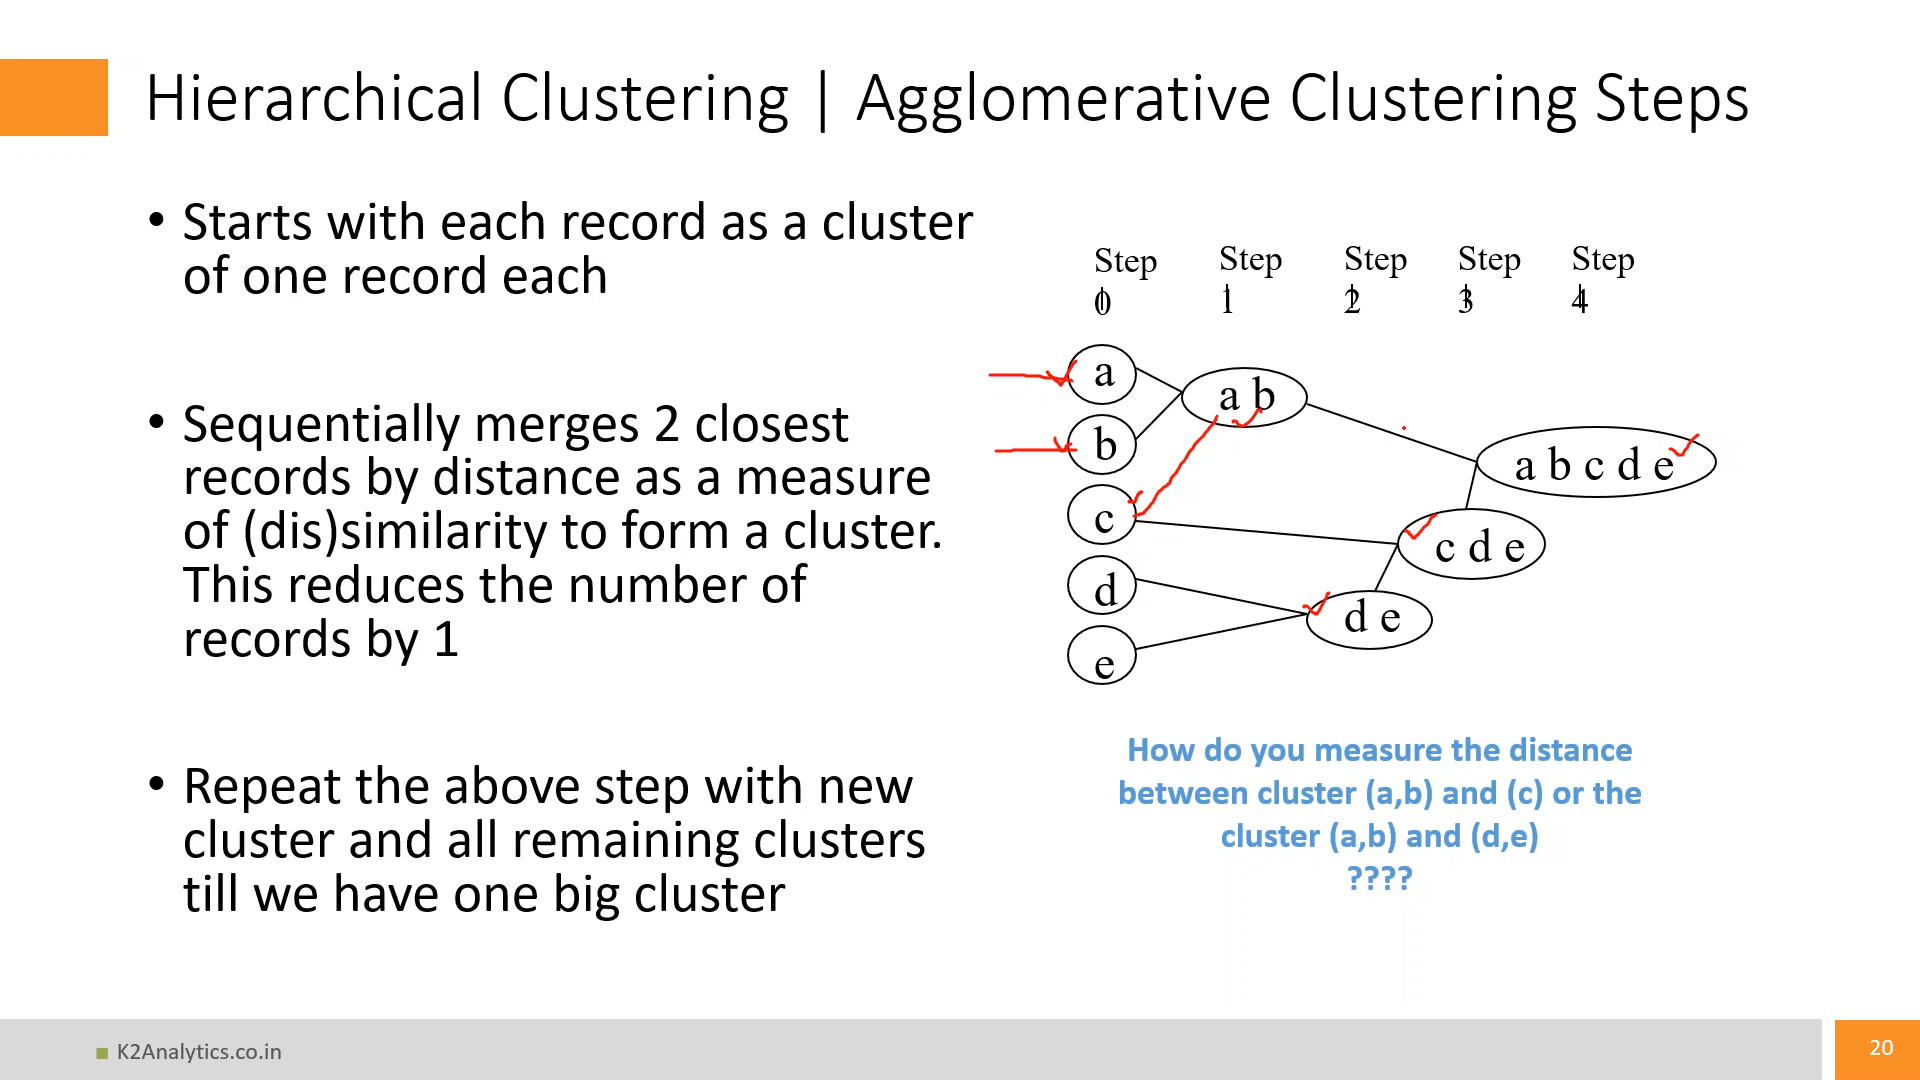 Hierarchical Clustering | Agglomerative Clustering Steps
• Starts with each record as a cluster
of one record each
• Sequentially merges 2 closest
records by distance as a measure
of (dis)similarity to form a cluster.
This reduces the number of
records by 1
• Repeat the above step with new
cluster and all remaining clusters
till we have one big cluster
Step Step Step Step Step
0 1 2 3 4
a
b
c
d
e
a b
a b c d e
c d e
d e
How do you measure the distance
between cluster (a,b) and (c) or the
cluster (a,b) and (d,e)
????
K2Analytics.co.in
20